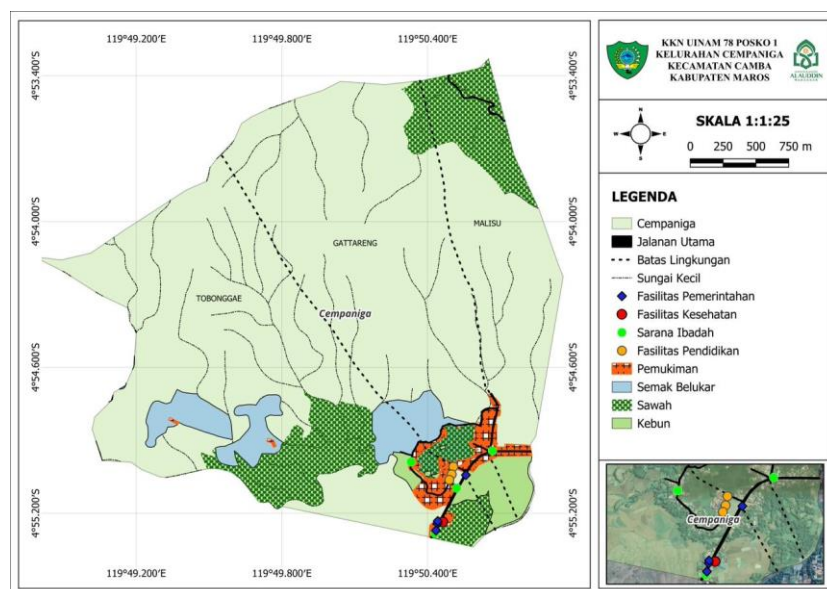 119°49.200'E 119°49.800'E 119°50.400'E
4°53.400'S 4°53.400'S
4°54.000'S 4°54.000'S
4°54.600'S 4°54.600'S
4°55.200'S 4°55.200'S
MALISU
GATTARENG
TOBONGGAE
Cempaniga
119°49.200'E 119°49.800'E 119°50.400'E
KKN UINAM 78 POSKO 1
KELURAHAN CEMPANIGA
KECAMATAN CAMBA
KABUPATEN MAROS
ALAUDDIN
N
W E
S
SKALA 1:1:25
0 250 500 750 m
LEGENDA
Cempaniga
Jalanan Utama
Batas Lingkungan
Sungai Kecil
Fasilitas Pemerintahan
Fasilitas Kesehatan
Sarana Ibadah
Fasilitas Pendidikan
Pemukiman
Semak Belukar
Sawah
Kebun
Cempaniga